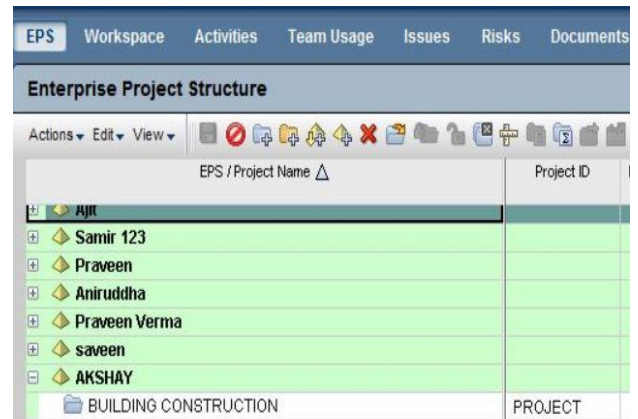 EPS Workspace Activities Team Usage Issues Risks Documents
Enterprise Project Structure
Actions Edit View
EPS / Project Name Project ID
Ajit
Samir 123
Praveen
Aniruddha
Praveen Verma
saveen
AKSHAY
BUILDING CONSTRUCTION PROJECT